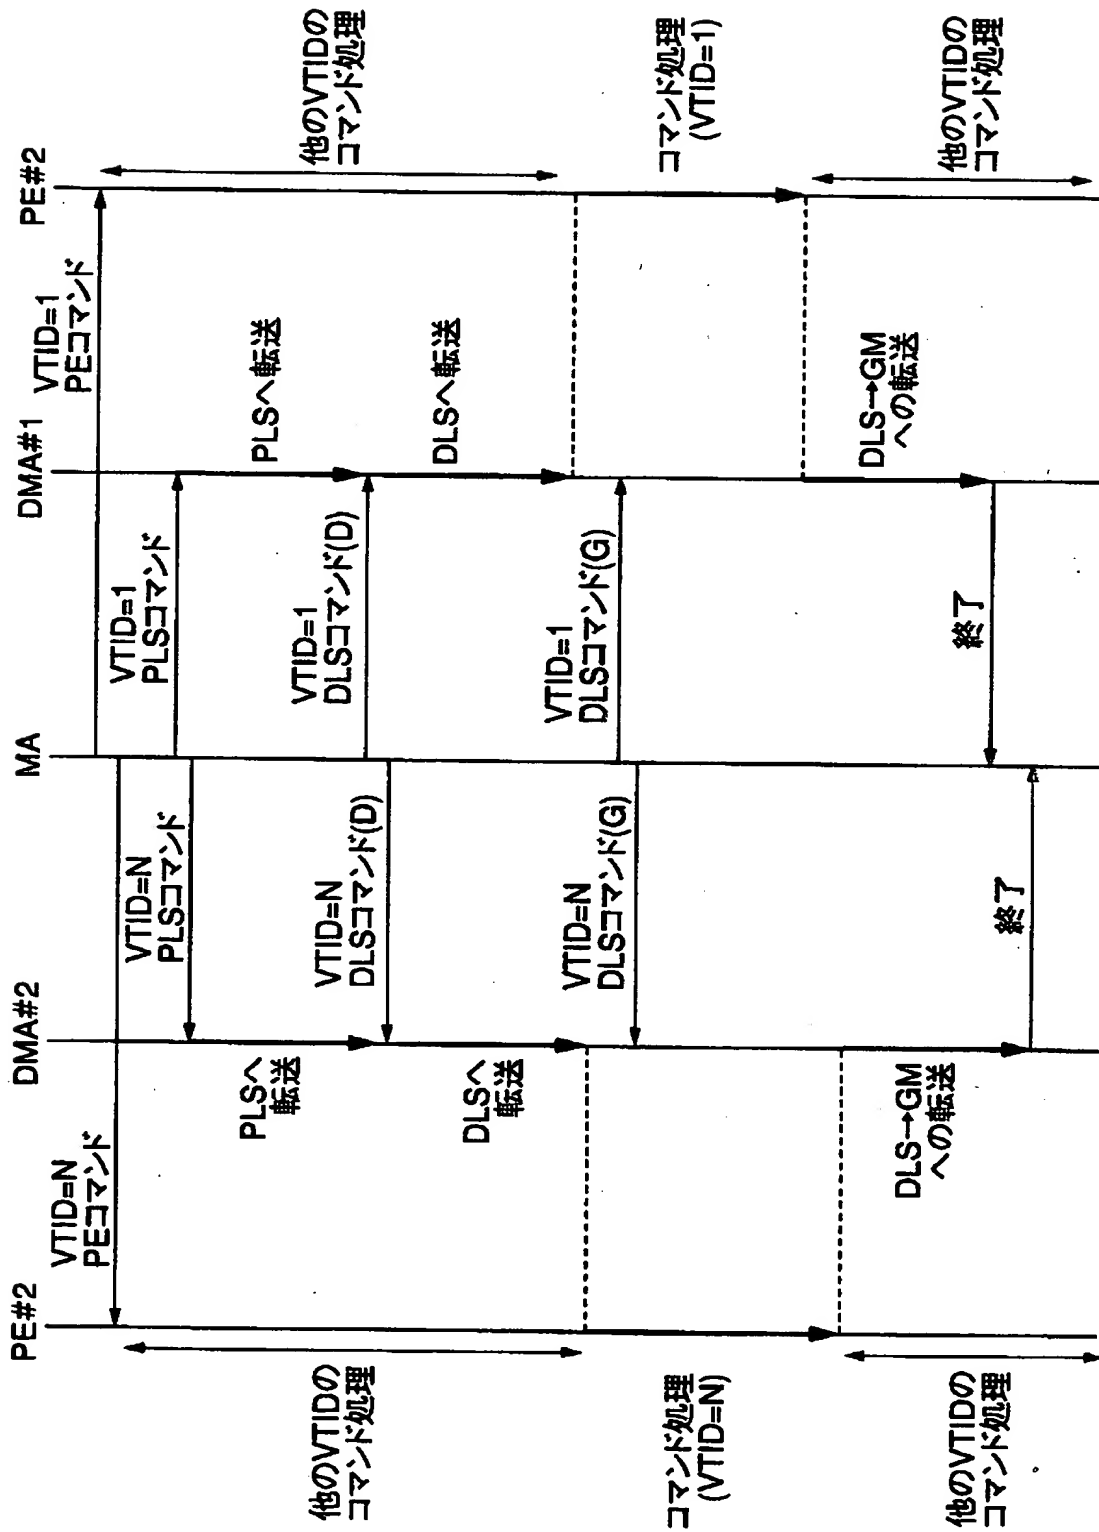 PE#2
DMA#2
MA
DMA#1
PE#2
VTID=N
PEコマンド
VTID=N
PLSコマンド
VTID=1
PLSコマンド
VTID=1
PEコマンド
他のVTIDの
コマンド処理
PLSへ
転送
VTID=N
DLSコマンド(D)
VTID=1
DLSコマンド(D)
PLSへ転送
他のVTIDの
コマンド処理
DLSへ
転送
DLSへ転送
VTID=N
DLSコマンド(G)
VTID=1
DLSコマンド(G)
コマンド処理
(VTID=N)
コマンド処理
(VTID=1)
DLS→GM
への転送
DLS→GM
への転送
他のVTIDの
コマンド処理
終了
終了
他のVTIDの
コマンド処理